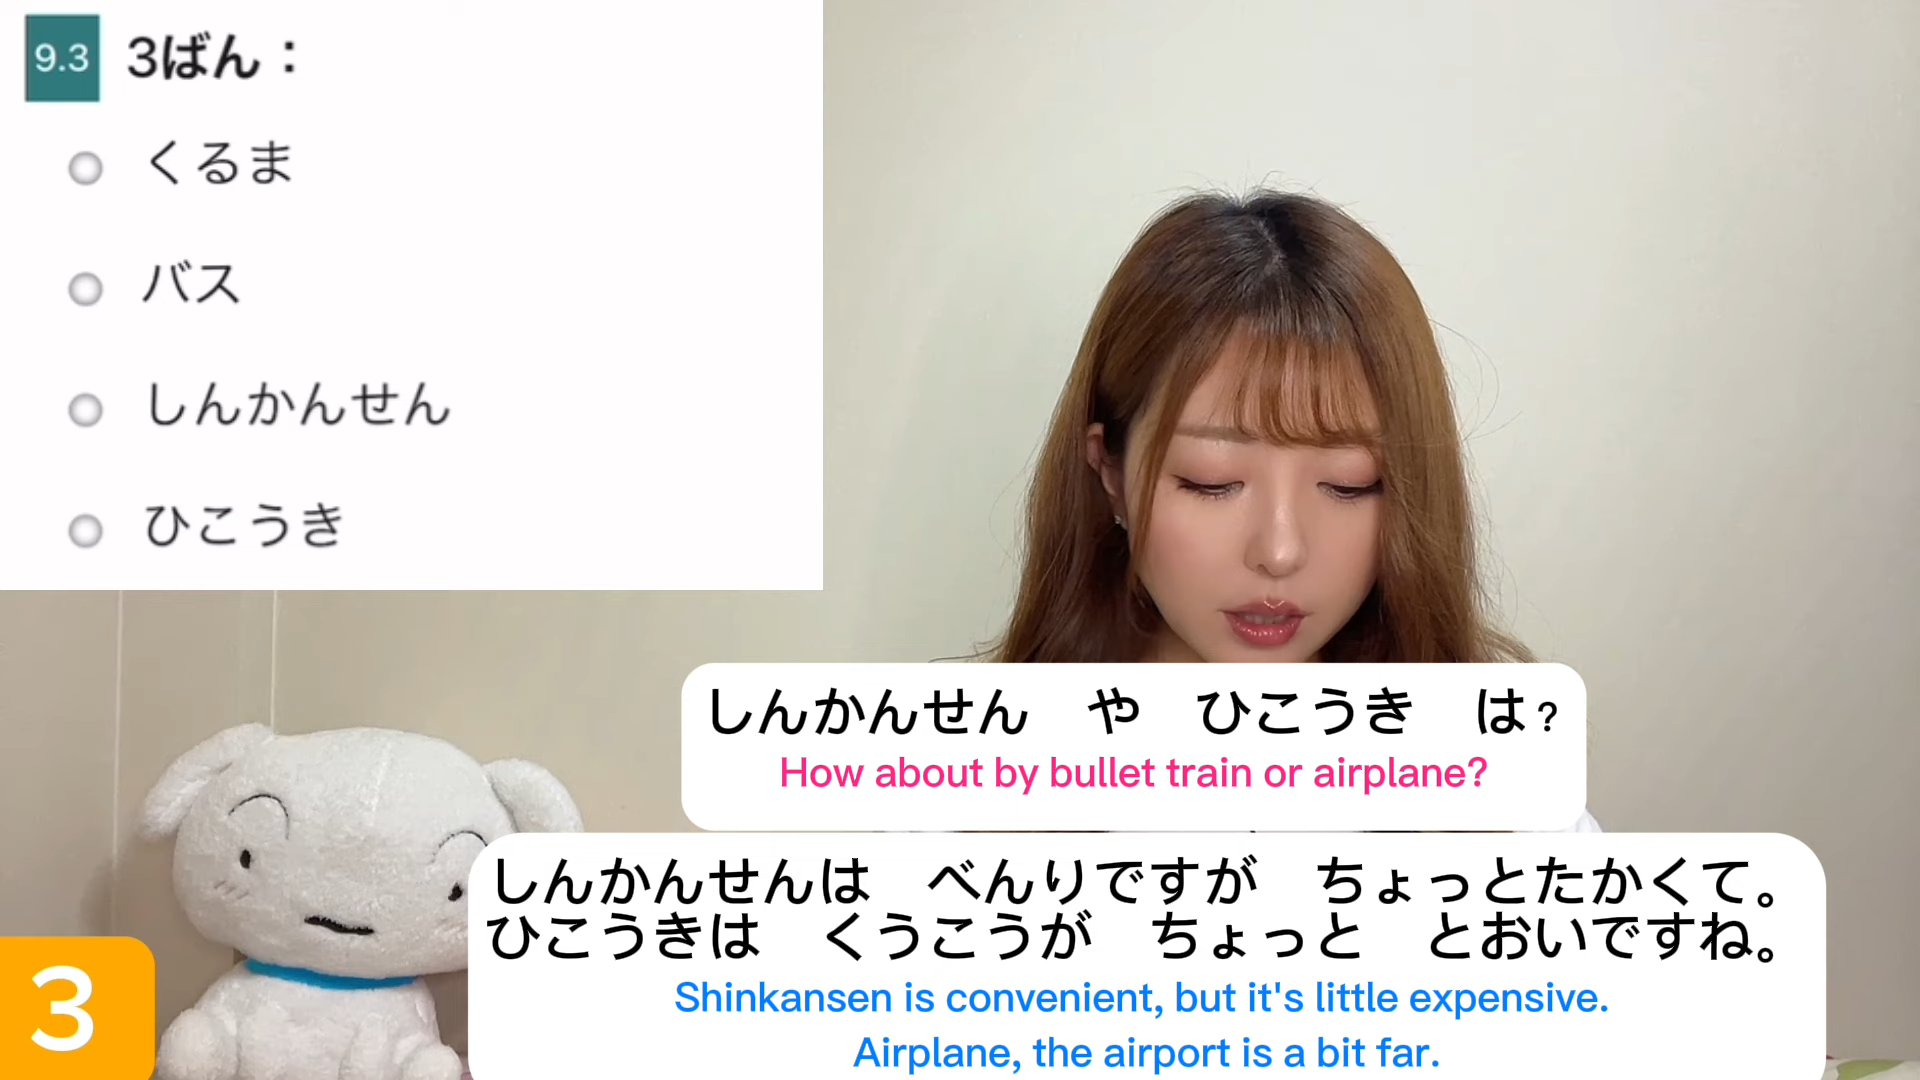 9.3 3ばん：
くるま
バス
しんかんせん
ひこうき
しんかんせん　や　ひこうき　は？
How about by bullet train or airplane?
しんかんせんは　べんりですが　ちょっとたかくて。
ひこうきは　くうこうが　ちょっと　とおいですね。
Shinkansen is convenient, but it's little expensive.
Airplane, the airport is a bit far.
3